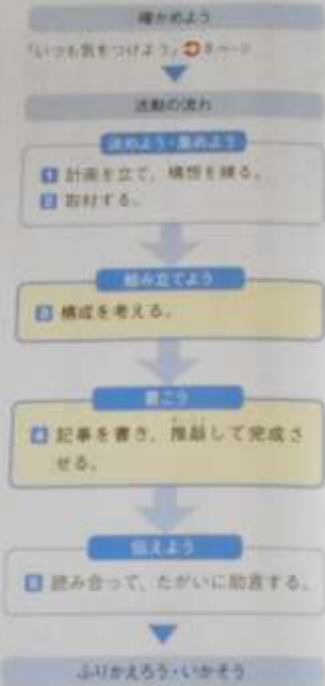 確かめよう
「いつも気をつけよう」 8ページ
活動の流れ
決めよう・集めよう
1 計画を立て、構想を練る。
2 取材する。
組み立てよう
3 構成を考える。
書こう
4 記事を書き、推敲して完成さ
せる。
伝えよう
5 読み合って、たがいに助言する。
ふりかえろう・いかそう